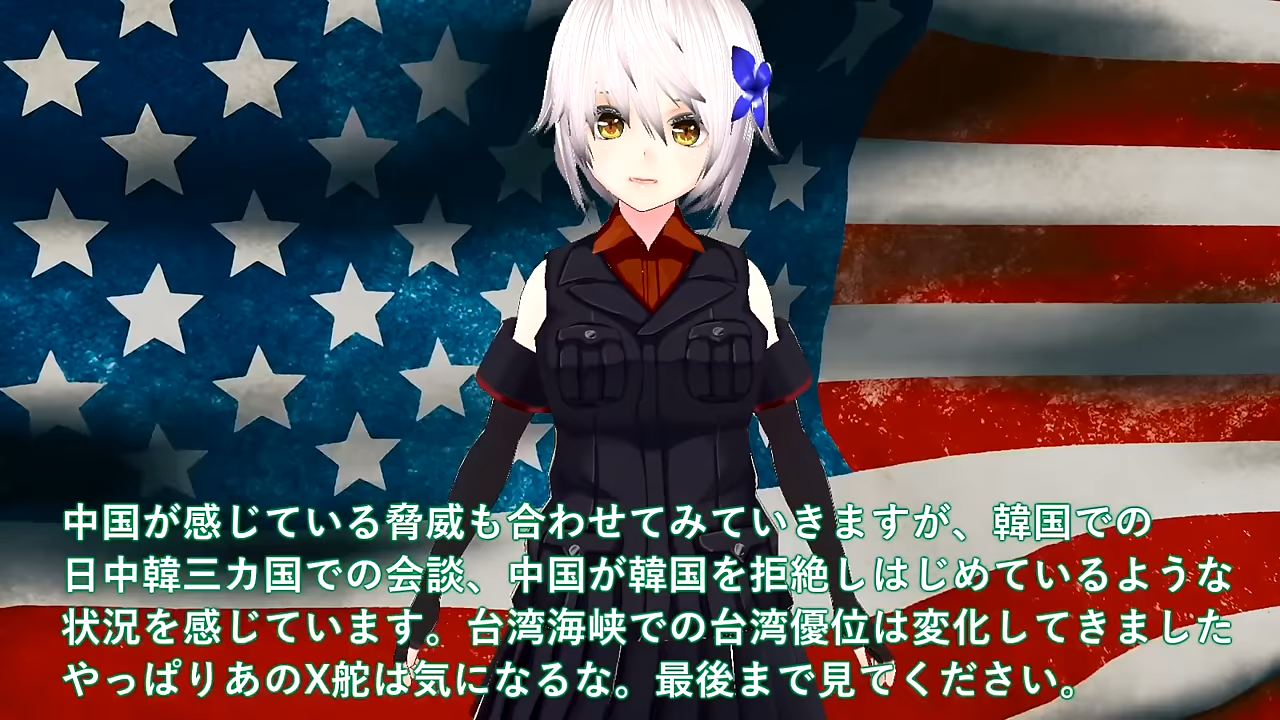 中国が感じている脅威も合わせてみていきますが、韓国での
日中韓三カ国での会談、中国が韓国を拒絶しはじめているような
状況を感じています。台湾海峡での台湾優位は変化してきました
やっぱりあのX舵は気になるな。最後まで見てください。